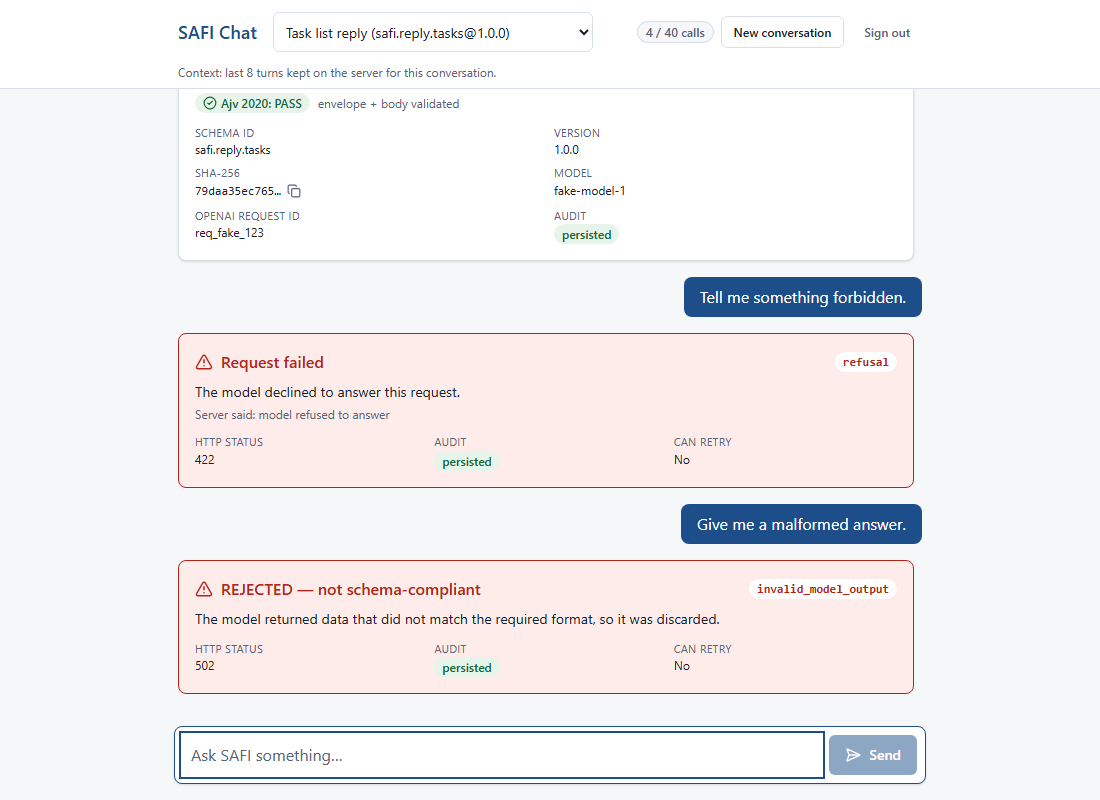 SAFI Chat
Task list reply (safi.reply.tasks@1.0.0)
4 / 40 calls
New conversation
Sign out
Context: last 8 turns kept on the server for this conversation.
Ajv 2020: PASS envelope + body validated
SCHEMA ID
safi.reply.tasks
VERSION
1.0.0
SHA-256
79daa35ec765…
MODEL
fake-model-1
OPENAI REQUEST ID
req_fake_123
AUDIT
persisted
Tell me something forbidden.
Request failed
refusal
The model declined to answer this request.
Server said: model refused to answer
HTTP STATUS
422
AUDIT
persisted
CAN RETRY
No
Give me a malformed answer.
REJECTED — not schema-compliant
invalid_model_output
The model returned data that did not match the required format, so it was discarded.
HTTP STATUS
502
AUDIT
persisted
CAN RETRY
No
Ask SAFI something...
Send